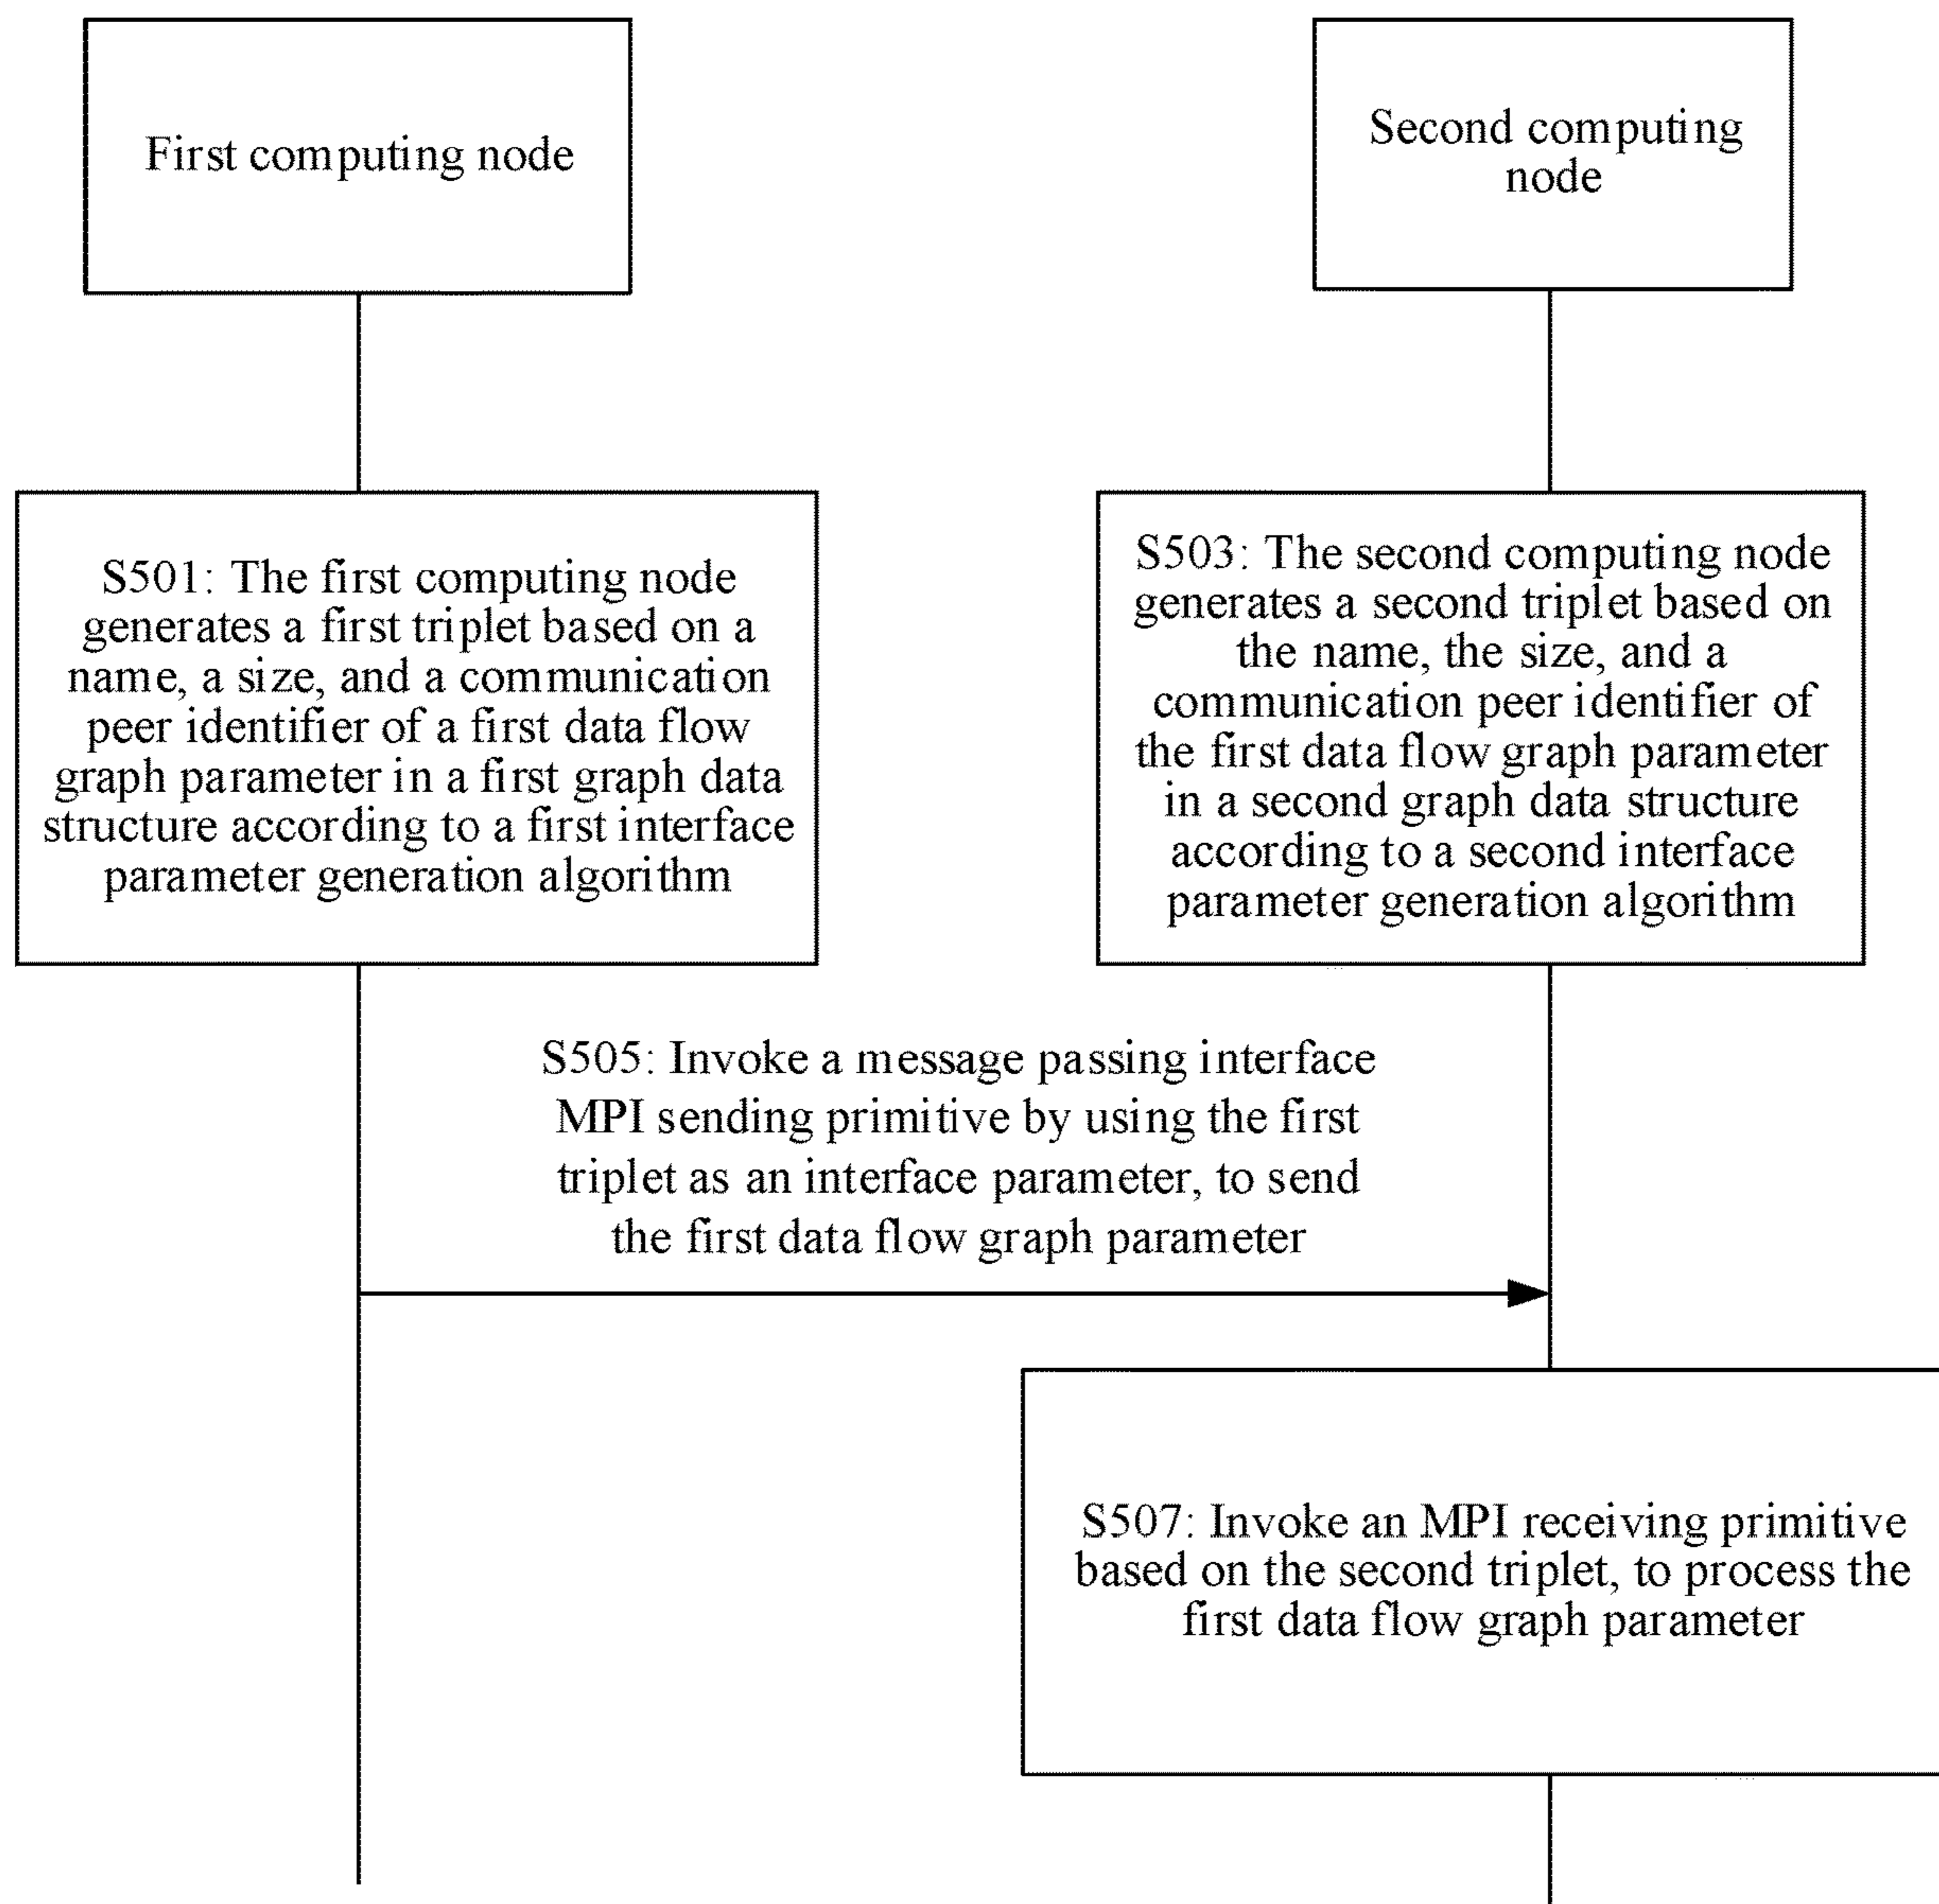 First computing node
Second computing
node
S501: The first computing node
generates a first triplet based on a
name, a size, and a communication
peer identifier of a first data flow
graph parameter in a first graph data
structure according to a first interface
parameter generation algorithm
S503: The second computing node
generates a second triplet based on
the name, the size, and a
communication peer identifier of
the first data flow graph parameter
in a second graph data structure
according to a second interface
parameter generation algorithm
S505: Invoke a message passing interface
MPI sending primitive by using the first
triplet as an interface parameter, to send
the first data flow graph parameter
S507: Invoke an MPI receiving primitive
based on the second triplet, to process the
first data flow graph parameter